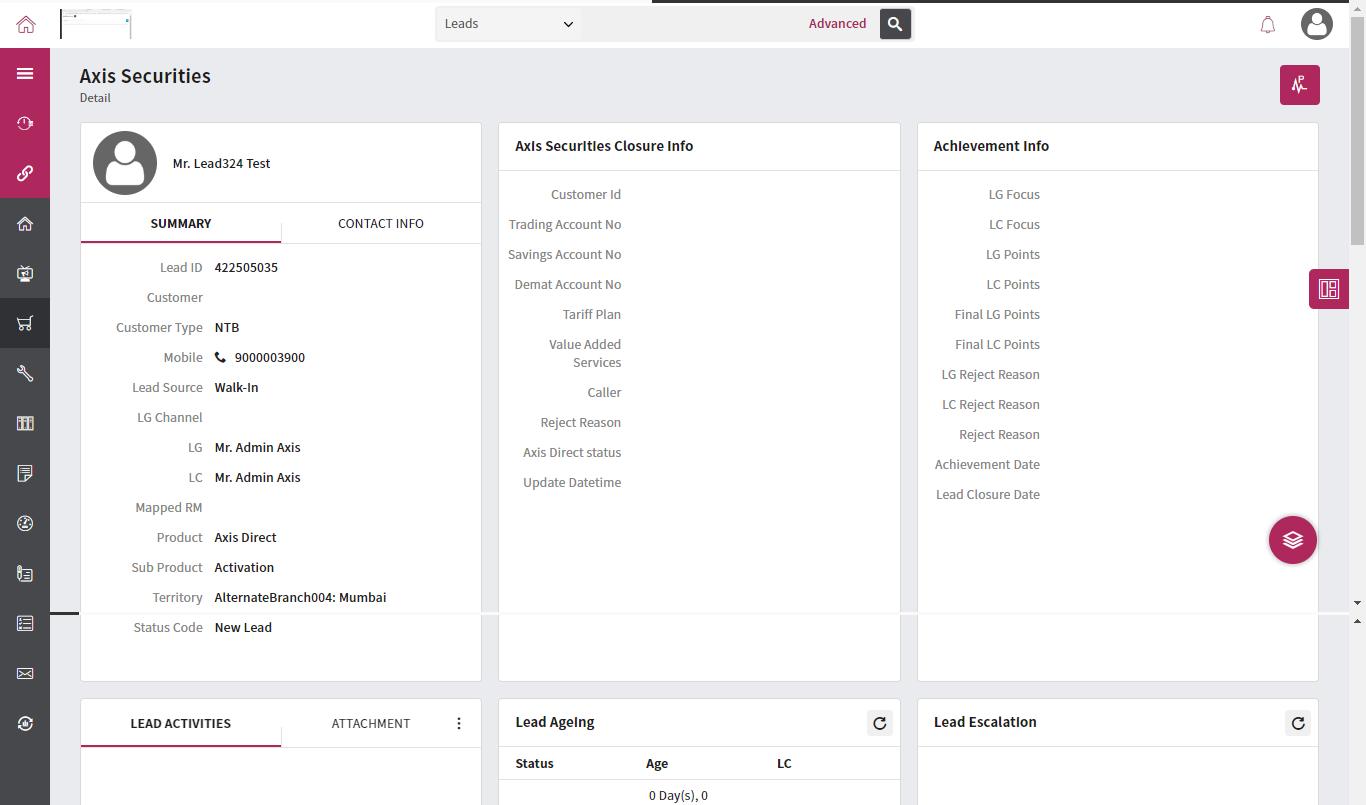 Leads
Advanced
Axis Securities
Detail
Mr. Lead324 Test
SUMMARY
CONTACT INFO
Lead ID 422505035
Customer
Customer Type NTB
Mobile 9000003900
Lead Source Walk-In
LG Channel
LG Mr. Admin Axis
LC Mr. Admin Axis
Mapped RM
Product Axis Direct
Sub Product Activation
Territory AlternateBranch004: Mumbai
Status Code New Lead
Axis Securities Closure Info
Customer Id
Trading Account No
Savings Account No
Demat Account No
Tariff Plan
Value Added
Services
Caller
Reject Reason
Axis Direct status
Update Datetime
Achievement Info
LG Focus
LC Focus
LG Points
LC Points
Final LG Points
Final LC Points
LG Reject Reason
LC Reject Reason
Reject Reason
Achievement Date
Lead Closure Date
LEAD ACTIVITIES
ATTACHMENT
Lead Ageing
Status Age LC
0 Day(s), 0
Lead Escalation